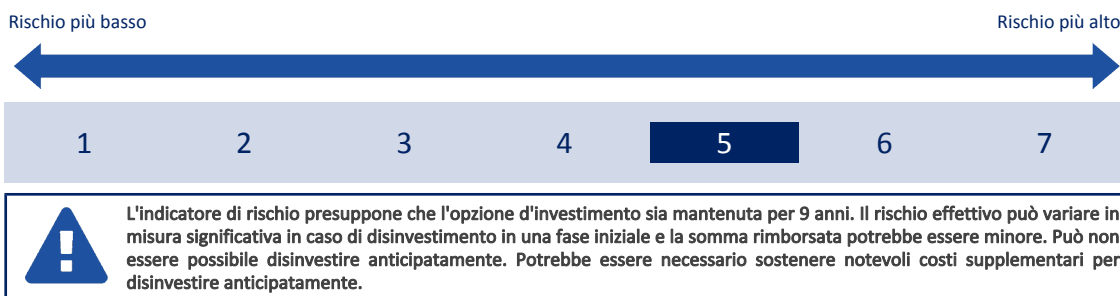 Rischio più basso
Rischio più alto
1 2 3 4 5 6 7
L'indicatore di rischio presuppone che l'opzione d'investimento sia mantenuta per 9 anni. Il rischio effettivo può variare in
misura significativa in caso di disinvestimento in una fase iniziale e la somma rimborsata potrebbe essere minore. Può non
essere possibile disinvestire anticipatamente. Potrebbe essere necessario sostenere notevoli costi supplementari per
disinvestire anticipatamente.